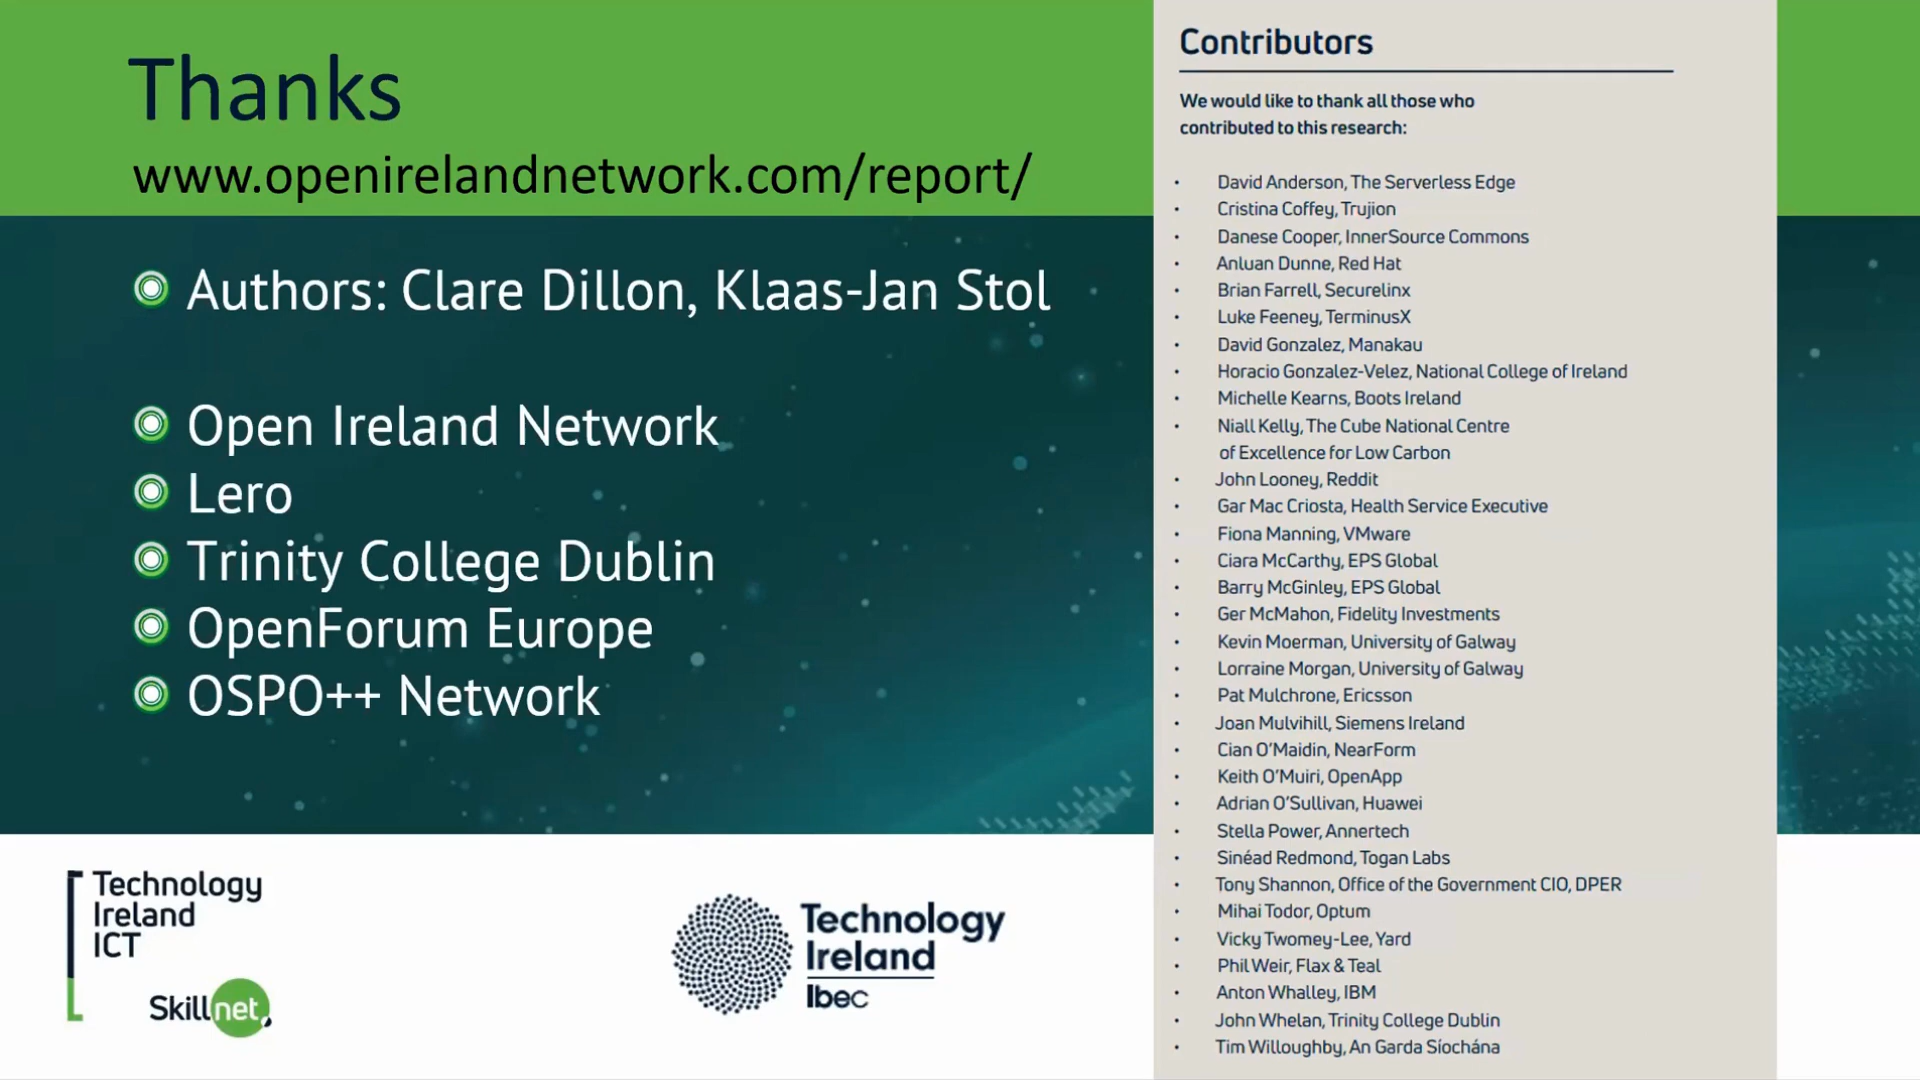 Thanks
www.openirelandnetwork.com/report/
Authors: Clare Dillon, Klaas-Jan Stol
Open Ireland Network
Lero
Trinity College Dublin
OpenForum Europe
OSPO++ Network
Technology
Ireland
ICT
Skillnet
Technology
Ireland
Ibec
Contributors
We would like to thank all those who
contributed to this research:
David Anderson, The Serverless Edge
Cristina Coffey, Trujion
Danese Cooper, InnerSource Commons
Anluan Dunne, Red Hat
Brian Farrell, Securelinx
Luke Feeney, TerminusX
David Gonzalez, Manakau
Horacio Gonzalez-Velez, National College of Ireland
Michelle Kearns, Boots Ireland
Niall Kelly, The Cube National Centre
of Excellence for Low Carbon
John Looney, Reddit
Gar Mac Criosta, Health Service Executive
Fiona Manning, VMware
Ciara McCarthy, EPS Global
Barry McGinley, EPS Global
Ger McMahon, Fidelity Investments
Kevin Moerman, University of Galway
Lorraine Morgan, University of Galway
Pat Mulchrone, Ericsson
Joan Mulvihill, Siemens Ireland
Cian O'Maidin, NearForm
Keith O'Muiri, OpenApp
Adrian O'Sullivan, Huawei
Stella Power, Annertech
Sinéad Redmond, Togan Labs
Tony Shannon, Office of the Government CIO, DPER
Mihai Todor, Optum
Vicky Twomey-Lee, Yard
Phil Weir, Flax & Teal
Anton Whalley, IBM
John Whelan, Trinity College Dublin
Tim Willoughby, An Garda Síochána